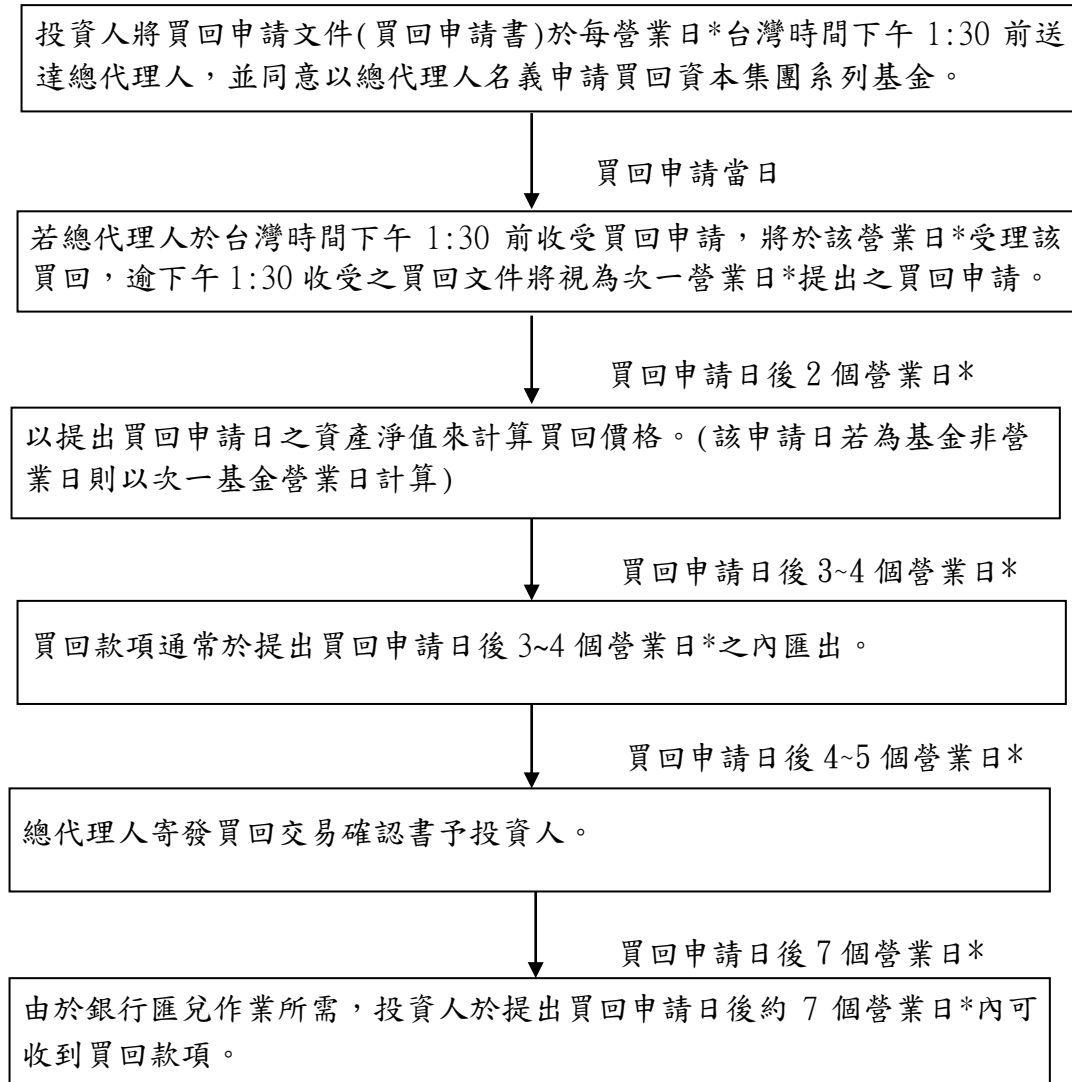 投資人將買回申請文件(買回申請書)於每營業日*台灣時間下午 1:30 前送
達總代理人，並同意以總代理人名義申請買回資本集團系列基金。
買回申請當日
若總代理人於台灣時間下午 1:30 前收受買回申請，將於該營業日*受理該
買回，逾下午 1:30 收受之買回文件將視為次一營業日*提出之買回申請。
買回申請日後 2 個營業日*
以提出買回申請日之資產淨值來計算買回價格。(該申請日若為基金非營
業日則以次一基金營業日計算)
買回申請日後 3~4 個營業日*
買回款項通常於提出買回申請日後 3~4 個營業日*之內匯出。
買回申請日後 4~5 個營業日*
總代理人寄發買回交易確認書予投資人。
買回申請日後 7 個營業日*
由於銀行匯兌作業所需，投資人於提出買回申請日後約 7 個營業日*內可
收到買回款項。